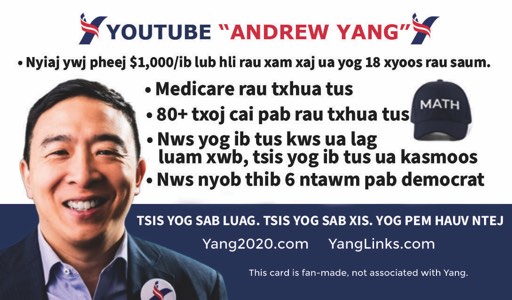 YOUTUBE "ANDREW YANG"
• Nyiaj ywj pheej $1,000/ib lub hli rau xam xaj ua yog 18 xyoos rau saum.
• Medicare rau txhua tus
• 80+ txoj cai pab rau txhua tus
MATH
• Nws yog ib tus kws ua lag
luam xwb, tsis yog ib tus ua kasmoos
• Nws nyob thib 6 ntawm pab democrat
TSIS YOG SAB LUAG. TSIS YOG SAB XIS. YOG PEM HAUV NTEJ
Yang2020.com YangLinks.com
This card is fan-made, not associated with Yang.